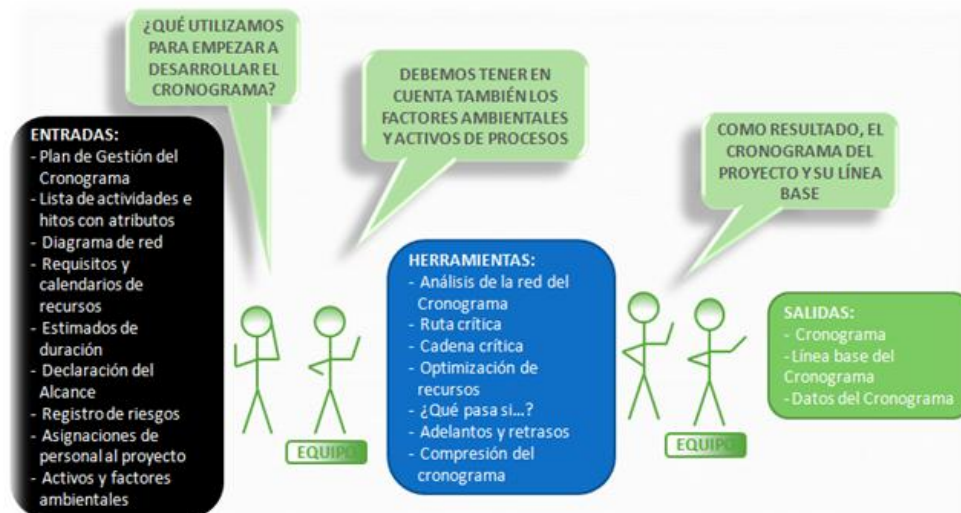 ¿QUÉ UTILIZAMOS
PARA EMPEZAR A
DESARROLLAR EL
CRONOGRAMA?
DEBEMOS TENER EN
CUENTA TAMBIÉN LOS
FACTORES AMBIENTALES
Y ACTIVOS DE PROCESOS
COMO RESULTADO, EL
CRONOGRAMA DEL
PROYECTO Y SU LÍNEA
BASE
ENTRADAS:
- Plan de Gestión del
Cronograma
- Lista de actividades e
hitos con atributos
- Diagrama de red
- Requisitos y
calendarios de
recursos
- Estimados de
duración
- Declaración del
Alcance
- Registro de riesgos
- Asignaciones de
personal al proyecto
- Activos y factores
ambientales
EQUIPO
HERRAMIENTAS:
- Análisis de la red del
Cronograma
- Ruta crítica
- Cadena crítica
- Optimización de
recursos
- ¿Qué pasa si...?
- Adelantos y retrasos
- Compresión del
cronograma
EQUIPO
SALIDAS:
- Cronograma
-Línea base del
Cronograma
-Datos del Cronograma